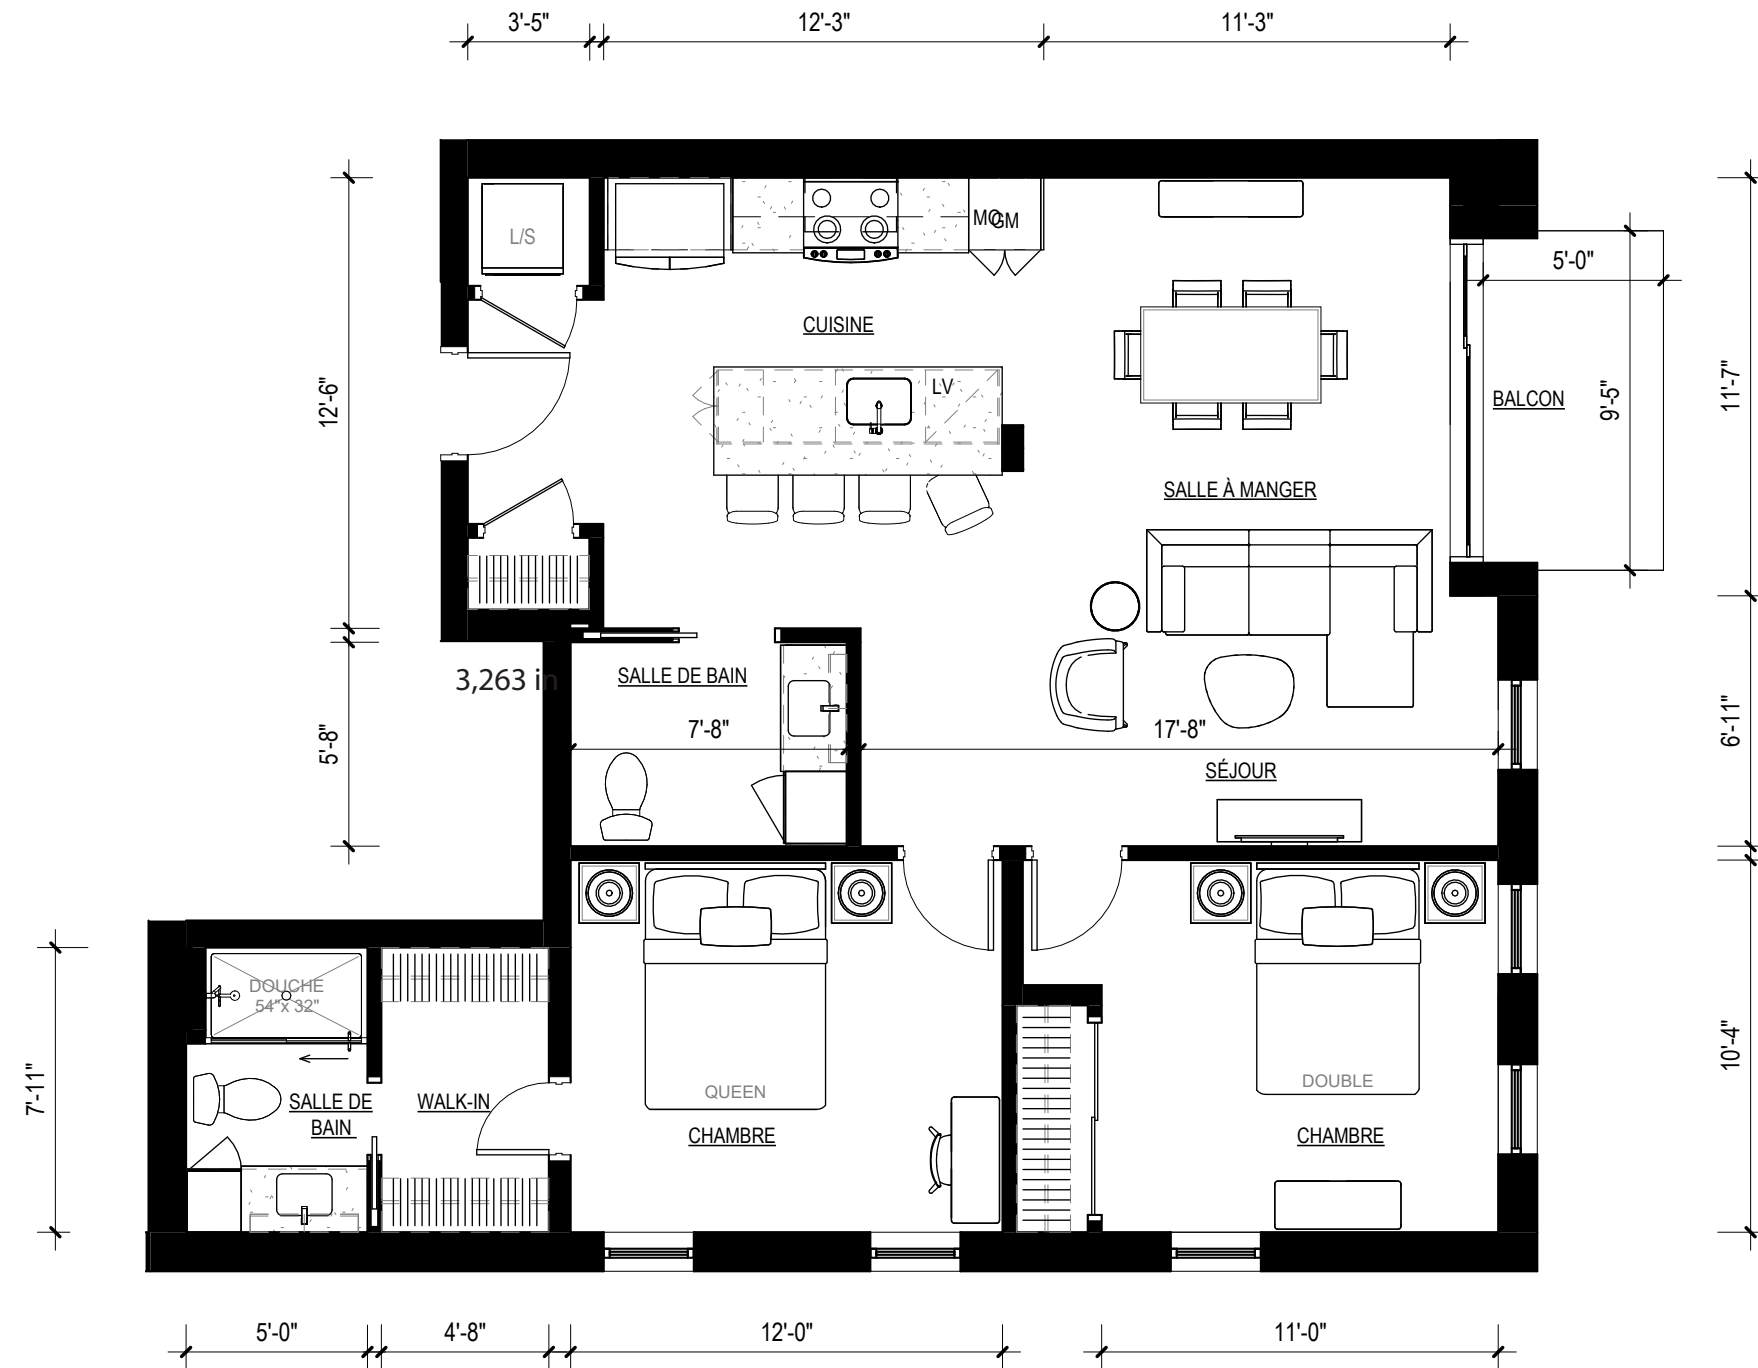 3'-5" 12'-3" 11'-3"
L/S
MO GM
5'-0"
CUISINE
12'-6"
LV
BALCON
9'-5"
11'-7"
SALLE À MANGER
3,263 in
SALLE DE BAIN
5'-8"
7'-8" 17'-8"
6'-11"
SÉJOUR
DOUCHE
54"x 32"
7'-11"
SALLE DE
BAIN
WALK-IN
QUEEN
CHAMBRE
DOUBLE
CHAMBRE
10'-4"
5'-0" 4'-8" 12'-0" 11'-0"